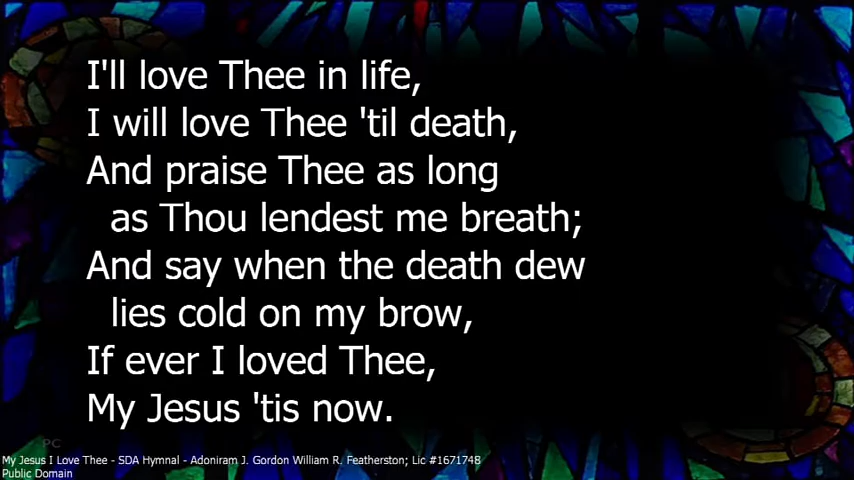 I'll love Thee in life,
I will love Thee 'til death,
And praise Thee as long
as Thou lendest me breath;
And say when the death dew
lies cold on my brow,
If ever I loved Thee,
My Jesus 'tis now.
PC
My Jesus I Love Thee - SDA Hymnal - Adoniram J. Gordon William R. Featherston; Lic #1671748
Public Domain